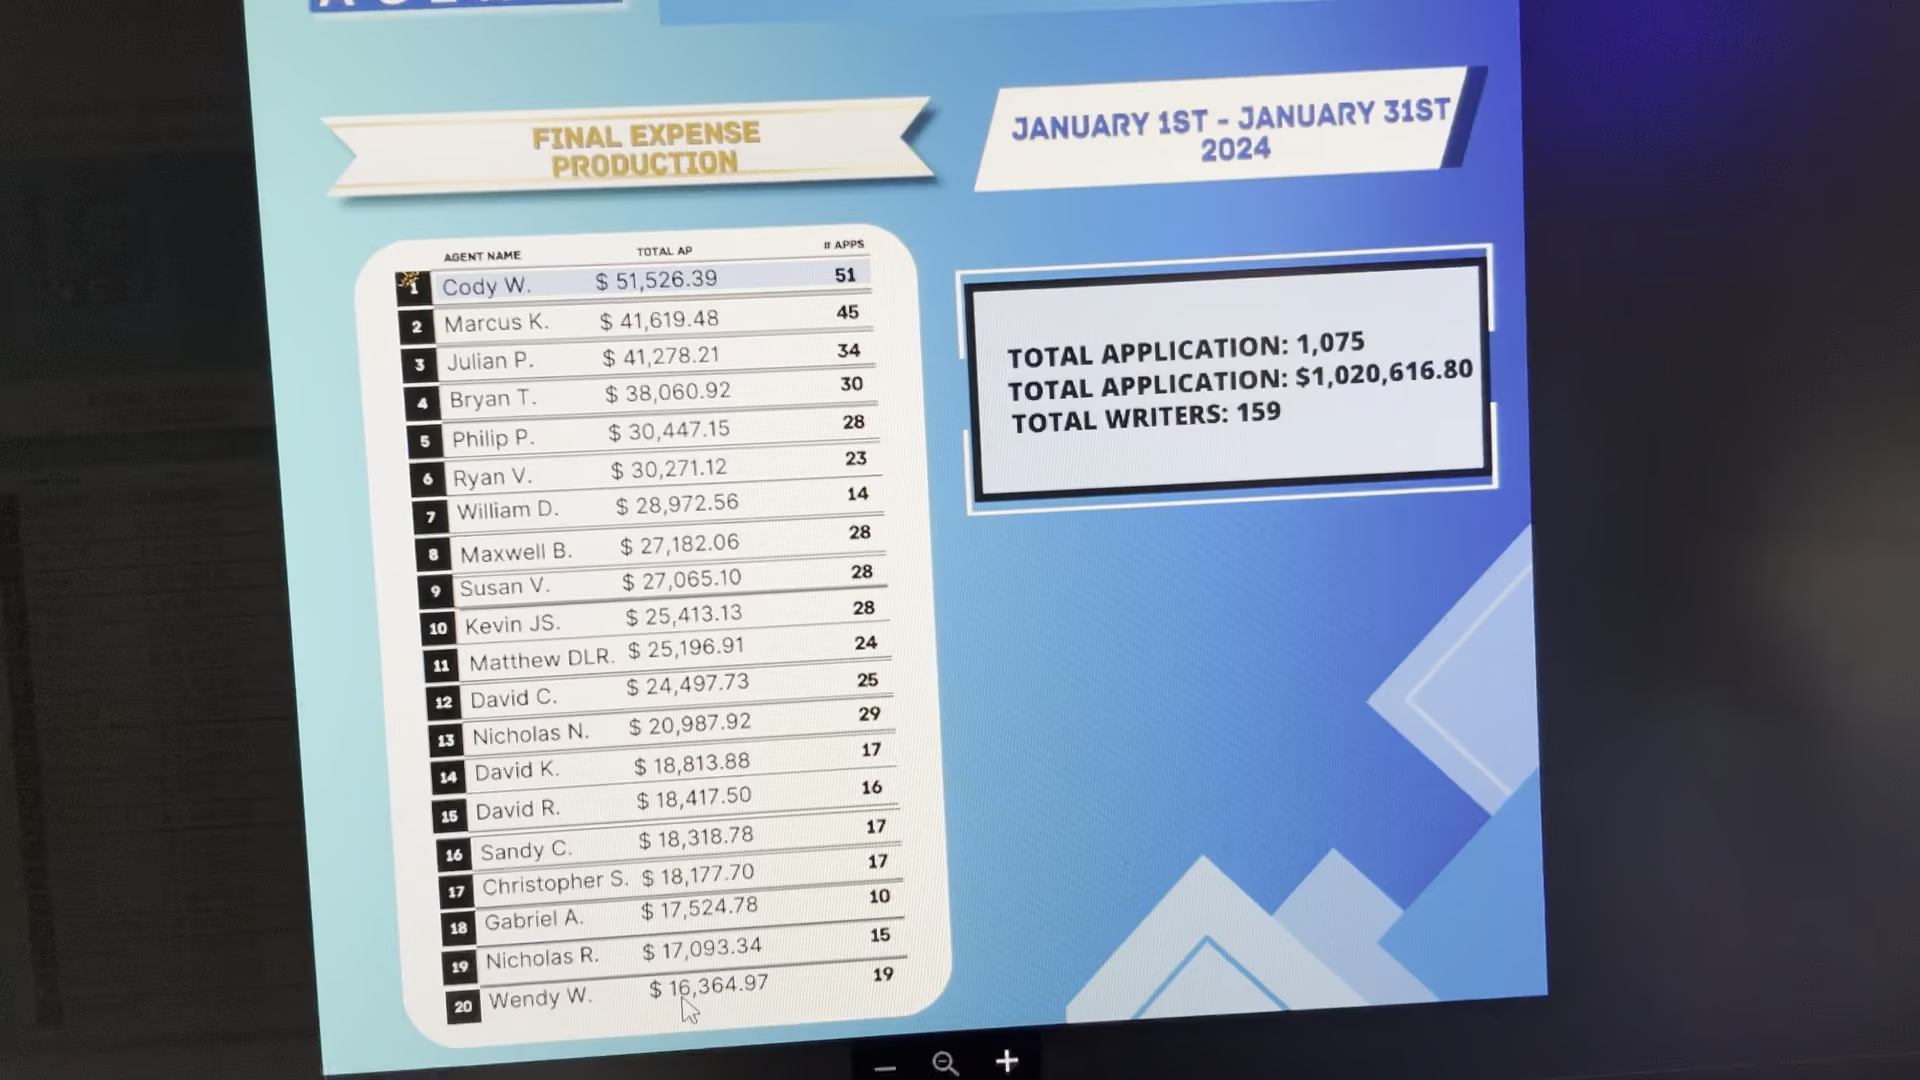 FINAL EXPENSE
PRODUCTION
JANUARY 1ST - JANUARY 31ST
2024
AGENT NAME TOTAL AP # APPS
1 Cody W. $ 51,526.39 51
2 Marcus K. $ 41,619.48 45
3 Julian P. $ 41,278.21 34
4 Bryan T. $ 38,060.92 30
5 Philip P. $ 30,447.15 28
6 Ryan V. $ 30,271.12 23
7 William D. $ 28,972.56 14
8 Maxwell B. $ 27,182.06 28
9 Susan V. $ 27,065.10 28
10 Kevin JS. $ 25,413.13 28
11 Matthew DLR. $ 25,196.91 24
12 David C. $ 24,497.73 25
13 Nicholas N. $ 20,987.92 29
14 David K. $ 18,813.88 17
15 David R. $ 18,417.50 16
16 Sandy C. $ 18,318.78 17
17 Christopher S. $ 18,177.70 17
18 Gabriel A. $ 17,524.78 10
19 Nicholas R. $ 17,093.34 15
20 Wendy W. $ 16,364.97 19
TOTAL APPLICATION: 1,075
TOTAL APPLICATION: $1,020,616.80
TOTAL WRITERS: 159